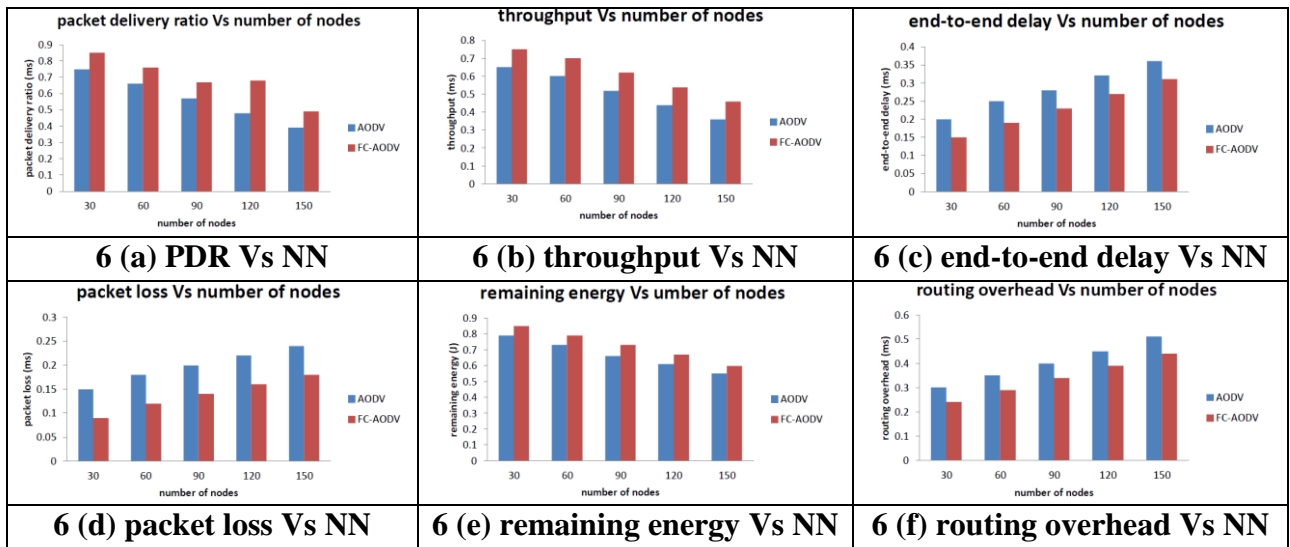 packet delivery ratio Vs number of nodes
packet delivery ratio (ms)
0.9
0.8
0.7
0.6
0.5
0.4
0.3
0.2
0.1
0
30 60 90 120 150
number of nodes
AODV
FC-AODV
6 (a) PDR Vs NN
throughput Vs number of nodes
throughput (ms)
0.8
0.7
0.6
0.5
0.4
0.3
0.2
0.1
0
30 60 90 120 150
number of nodes
AODV
FC-AODV
6 (b) throughput Vs NN
end-to-end delay Vs number of nodes
end-to-end delay (ms)
0.4
0.35
0.3
0.25
0.2
0.15
0.1
0.05
0
30 60 90 120 150
number of nodes
AODV
FC-AODV
6 (c) end-to-end delay Vs NN
packet loss Vs number of nodes
packet loss (ms)
0.3
0.25
0.2
0.15
0.1
0.05
0
30 60 90 120 150
number of nodes
AODV
FC-AODV
6 (d) packet loss Vs NN
remaining energy Vs umber of nodes
remaining energy (J)
0.9
0.8
0.7
0.6
0.5
0.4
0.3
0.2
0.1
0
30 60 90 120 150
number of nodes
AODV
FC-AODV
6 (e) remaining energy Vs NN
routing overhead Vs number of nodes
routing overhead (ms)
0.6
0.5
0.4
0.3
0.2
0.1
0
30 60 90 120 150
number of nodes
AODV
FC-AODV
6 (f) routing overhead Vs NN